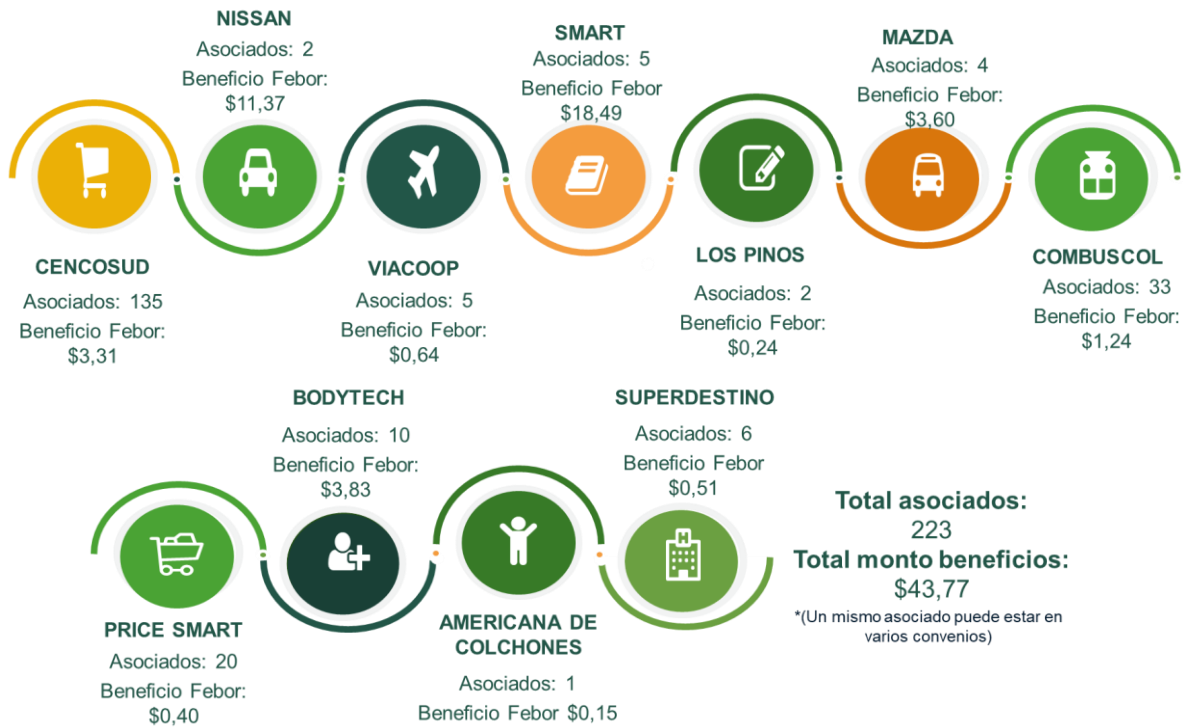 NISSAN
Asociados: 2
Beneficio Febor:
$11,37
SMART
Asociados: 5
Beneficio Febor
$18,49
MAZDA
Asociados: 4
Beneficio Febor:
$3,60
CENCOSUD
Asociados: 135
Beneficio Febor:
$3,31
VIACOOP
Asociados: 5
Beneficio Febor:
$0,64
LOS PINOS
Asociados: 2
Beneficio Febor:
$0,24
COMBUSCOL
Asociados: 33
Beneficio Febor:
$1,24
BODYTECH
Asociados: 10
Beneficio Febor:
$3,83
SUPERDESTINO
Asociados: 6
Beneficio Febor
$0,51
H
PRICE SMART
Asociados: 20
Beneficio Febor:
$0,40
AMERICANA DE
COLCHONES
Asociados: 1
Beneficio Febor $0,15
Total asociados:
223
Total monto beneficios:
$43,77
*(Un mismo asociado puede estar en
varios convenios)